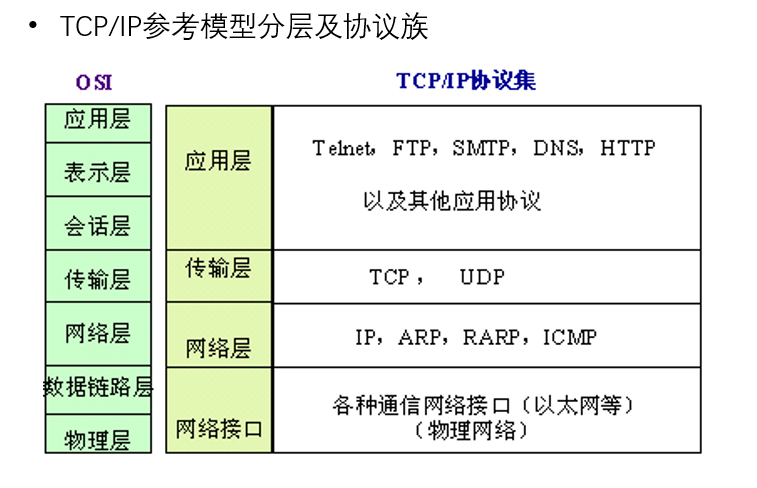 • TCP/IP参考模型分层及协议族
OSI
TCP/IP协议集
应用层
表示层
会话层
传输层
网络层
数据链路层
物理层
应用层
Telnet，FTP，SMTP，DNS，HTTP
以及其他应用协议
传输层
TCP， UDP
网络层
IP，ARP，RARP，ICMP
网络接口
各种通信网络接口（以太网等）
（物理网络）